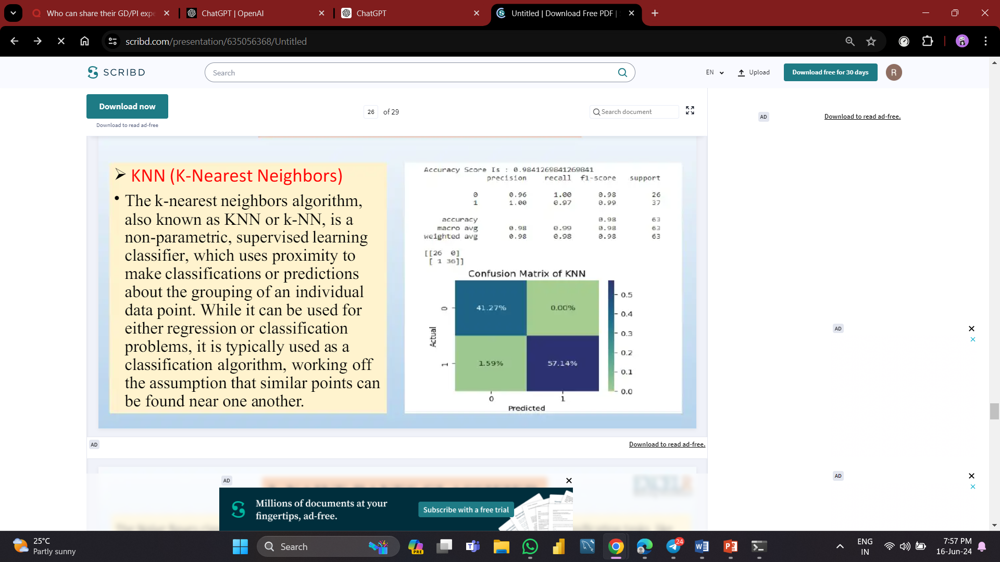 Who can share their GD/PI expe
ChatGPT | OpenAI
ChatGPT
Untitled | Download Free PDF |
scribd.com/presentation/635056368/Untitled
SCRIBD
Search
EN
Upload
Download free for 30 days
R
Download now
Download to read ad-free
26 of 29
Search document
AD
Download to read ad-free.
KNN (K-Nearest Neighbors)
• The k-nearest neighbors algorithm,
also known as KNN or k-NN, is a
non-parametric, supervised learning
classifier, which uses proximity to
make classifications or predictions
about the grouping of an individual
data point. While it can be used for
either regression or classification
problems, it is typically used as a
classification algorithm, working off
the assumption that similar points can
be found near one another.
Accuracy Score Is : 0.9841269841269841
precision recall f1-score support
0 0.96 1.00 0.98 26
1 1.00 0.97 0.99 37
accuracy 0.98 63
macro avg 0.98 0.99 0.98 63
weighted avg 0.98 0.98 0.98 63
[[26 0]
[ 1 36]]
Confusion Matrix of KNN
41.27% 0.00%
1.59% 57.14%
Actual
0
1
0 1
Predicted
0.5
0.4
0.3
0.2
0.1
0.0
AD
AD
Download to read ad-free.
AD
AD
Millions of documents at your
fingertips, ad-free.
Subscribe with a free trial
25°C
Partly sunny
Search
PRE
24
ENG
IN
7:57 PM
16-Jun-24